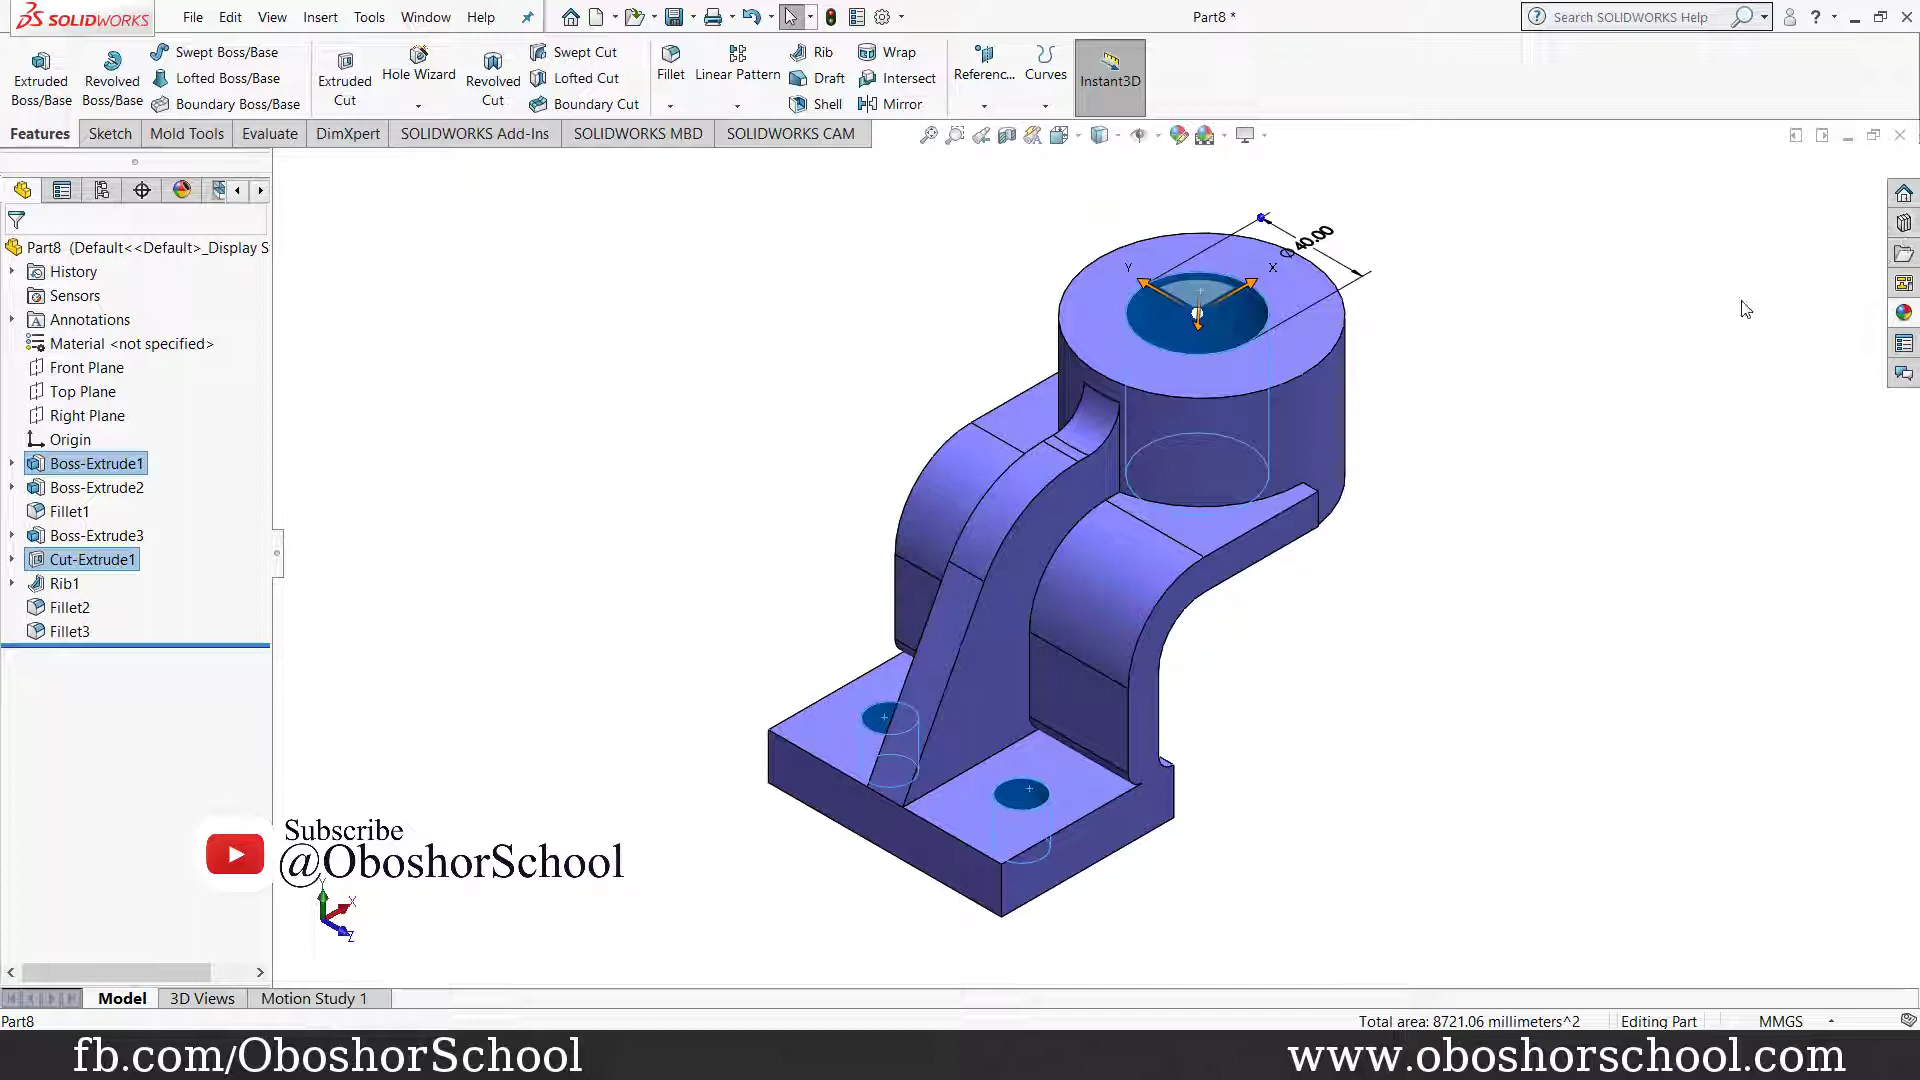 SOLIDWORKS File Edit View Insert Tools Window Help Part8 * Search SOLIDWORKS Help
Extruded Boss/Base
Revolved Boss/Base
Swept Boss/Base
Lofted Boss/Base
Boundary Boss/Base
Extruded Cut
Hole Wizard
Revolved Cut
Swept Cut
Lofted Cut
Boundary Cut
Fillet
Linear Pattern
Rib
Draft
Shell
Wrap
Intersect
Mirror
Referenc...
Curves
Instant3D
Features Sketch Mold Tools Evaluate DimXpert SOLIDWORKS Add-Ins SOLIDWORKS MBD SOLIDWORKS CAM
Part8 (Default<<Default>_Display S
History
Sensors
Annotations
Material <not specified>
Front Plane
Top Plane
Right Plane
Origin
Boss-Extrude1
Boss-Extrude2
Fillet1
Boss-Extrude3
Cut-Extrude1
Rib1
Fillet2
Fillet3
Ø 40.00
Y X
Subscribe
@OboshorSchool
Y
X
Z
Model 3D Views Motion Study 1
Part8 Total area: 8721.06 millimeters^2 Editing Part MMGS
fb.com/OboshorSchool www.oboshorschool.com